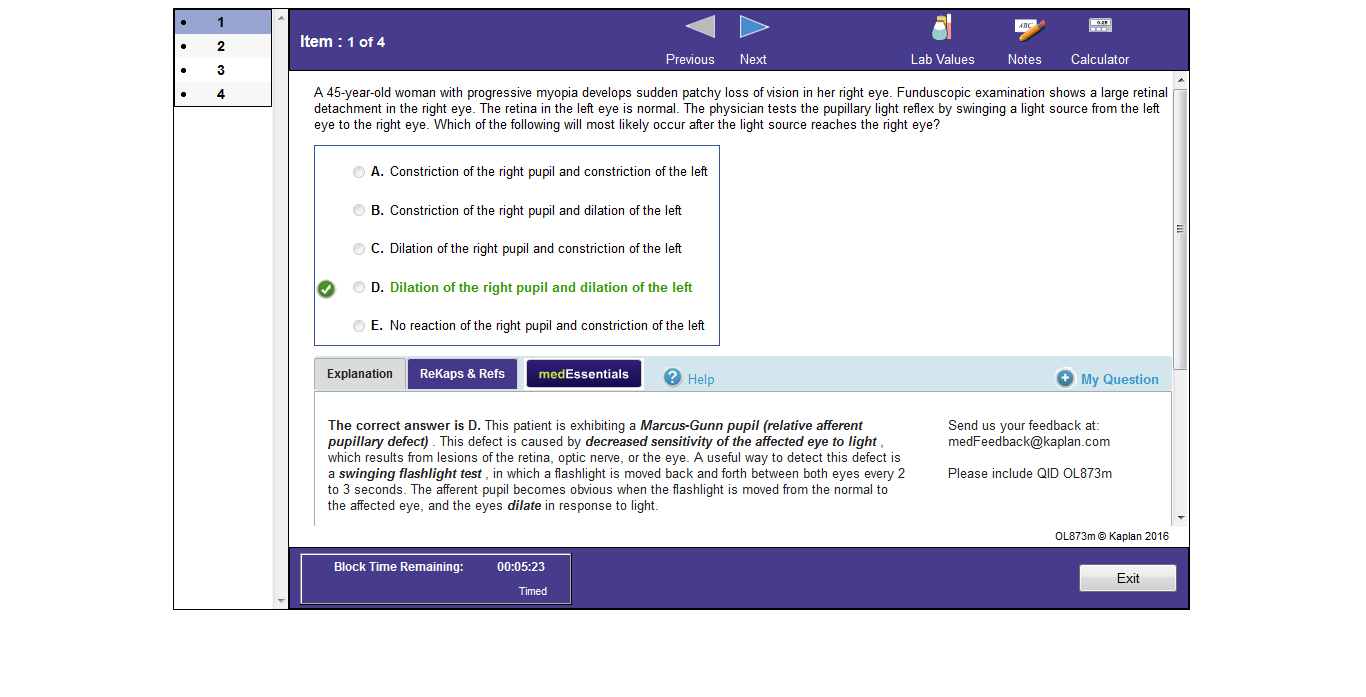 1
2
3
4
Item : 1 of 4
Previous
Next
Lab Values
ABC
Notes
0.25
Calculator
A 45-year-old woman with progressive myopia develops sudden patchy loss of vision in her right eye. Funduscopic examination shows a large retinal
detachment in the right eye. The retina in the left eye is normal. The physician tests the pupillary light reflex by swinging a light source from the left
eye to the right eye. Which of the following will most likely occur after the light source reaches the right eye?
A. Constriction of the right pupil and constriction of the left
B. Constriction of the right pupil and dilation of the left
C. Dilation of the right pupil and constriction of the left
D. Dilation of the right pupil and dilation of the left
E. No reaction of the right pupil and constriction of the left
Explanation
ReKaps & Refs
medEssentials
? Help
My Question
The correct answer is D. This patient is exhibiting a Marcus-Gunn pupil (relative afferent
pupillary defect) . This defect is caused by decreased sensitivity of the affected eye to light ,
which results from lesions of the retina, optic nerve, or the eye. A useful way to detect this defect is
a swinging flashlight test , in which a flashlight is moved back and forth between both eyes every 2
to 3 seconds. The afferent pupil becomes obvious when the flashlight is moved from the normal to
the affected eye, and the eyes dilate in response to light.
Send us your feedback at:
medFeedback@kaplan.com
Please include QID OL873m
OL873m © Kaplan 2016
Block Time Remaining: 00:05:23
Timed
Exit